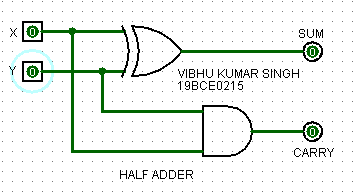 X 0
SUM
0
Y 0
VIBHU KUMAR SINGH
19BCE0215
0
CARRY
HALF ADDER